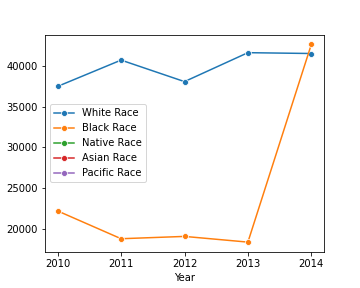 40000
35000
30000
25000
20000
White Race
Black Race
Native Race
Asian Race
Pacific Race
2010 2011 2012 2013 2014
Year